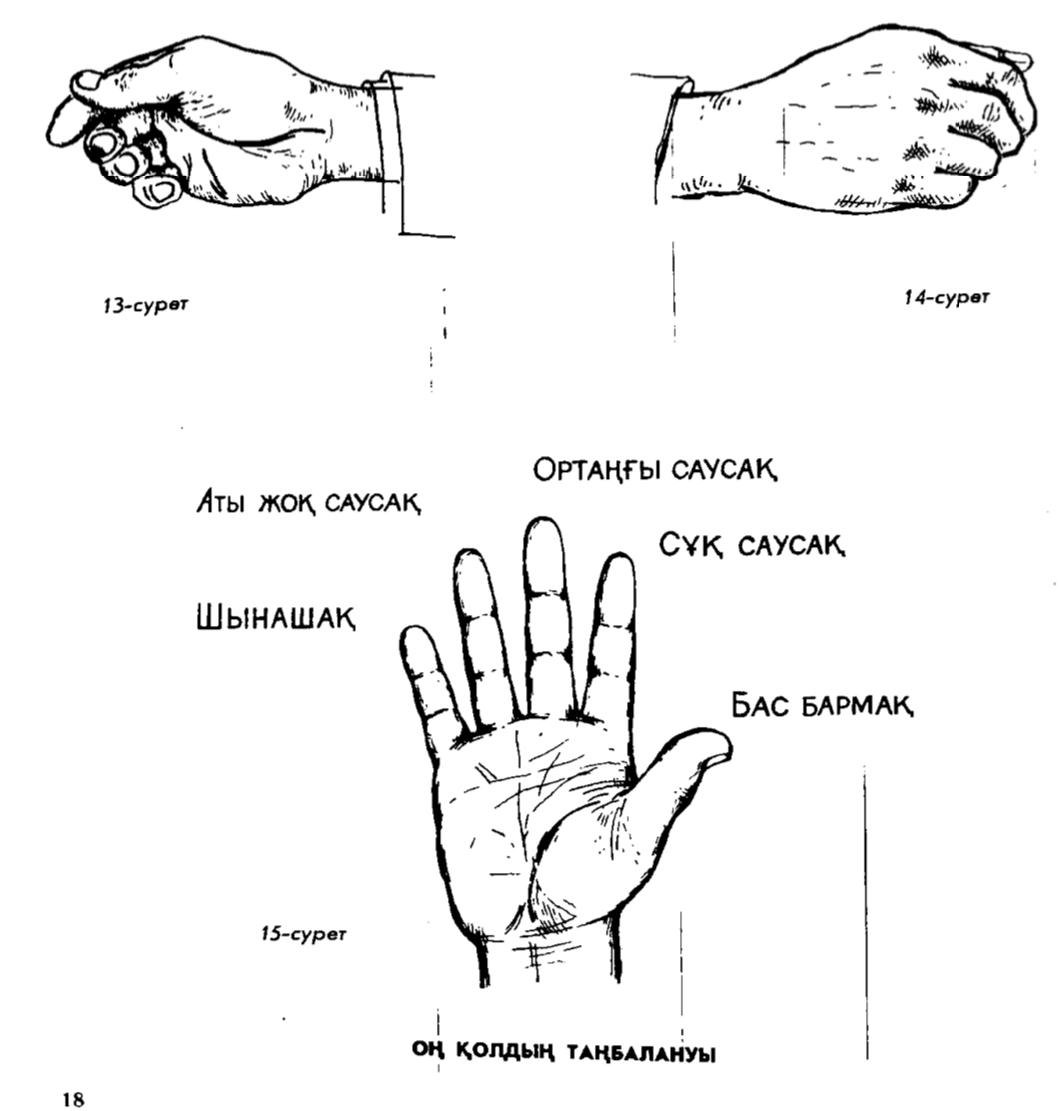 13-сурет
14-сурет
Ортаңғы саусақ
Аты жоқ саусақ
Сұқ саусақ
Шынашақ
Бас бармақ
15-сурет
ОҢ ҚОЛДЫҢ ТАҢБАЛАНУЫ
18